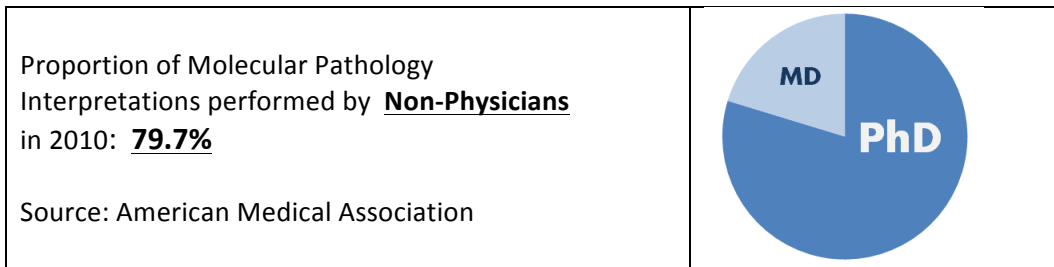 Proportion of Molecular Pathology
Interpretations performed by Non-Physicians
in 2010: 79.7%
Source: American Medical Association
MD
PhD